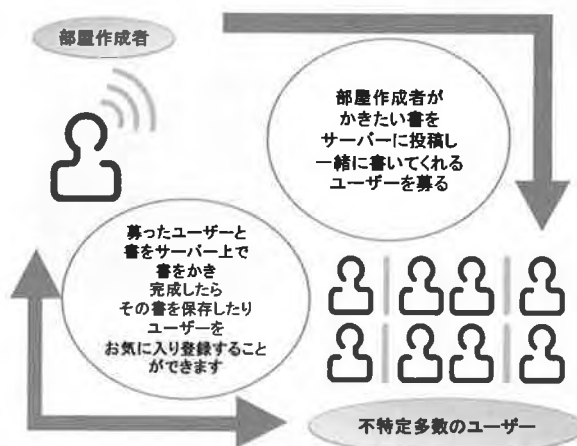 部屋作成者
部屋作成者が
かきたい書を
サーバーに投稿し
一緒に書いてくれる
ユーザーを募る
募ったユーザーと
書をサーバー上で
書をかき
完成したら
その書を保存したり
ユーザーを
お気に入り登録すること
ができます
不特定多数のユーザー